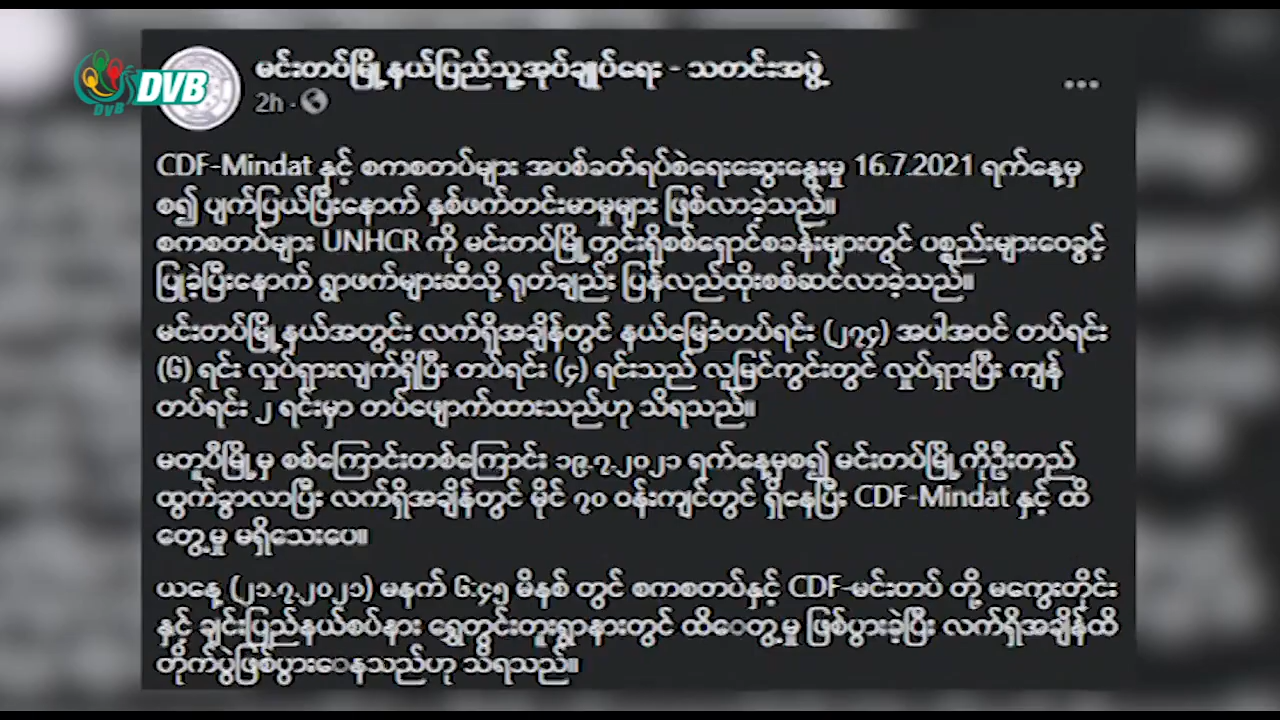 DVB
DVB
မင်းတပ်မြို့နယ်ပြည်သူ့အုပ်ချုပ်ရေး - သတင်းအဖွဲ့
2h ·
CDF-Mindat နှင့် စကစတပ်များ အပစ်ခတ်ရပ်စဲရေးဆွေးနွေးမှု 16.7.2021 ရက်နေ့မှ
စ၍ ပျက်ပြယ်ပြီးနောက် နှစ်ဖက်တင်းမာမှုများ ဖြစ်လာခဲ့သည်။
စကစတပ်များ UNHCR ကို မင်းတပ်မြို့တွင်းရှိစစ်ရှောင်စခန်းများတွင် ပစ္စည်းများဝေခွင့်
ပြုခဲ့ပြီးနောက် ရွာဖက်များဆီသို့ ရုတ်ချည်း ပြန်လည်ထိုးစစ်ဆင်လာခဲ့သည်။
မင်းတပ်မြို့နယ်အတွင်း လက်ရှိအချိန်တွင် နယ်မြေခံတပ်ရင်း (၂၇၄) အပါအဝင် တပ်ရင်း
(၆) ရင်း လှုပ်ရှားလျက်ရှိပြီး တပ်ရင်း (၄) ရင်းသည် လူမြင်ကွင်းတွင် လှုပ်ရှားပြီး ကျန်
တပ်ရင်း ၂ ရင်းမှာ တပ်ဖျောက်ထားသည်ဟု သိရသည်။
မတူပီမြို့မှ စစ်ကြောင်းတစ်ကြောင်း ၁၉.၇.၂၀၂၁ ရက်နေ့မှစ၍ မင်းတပ်မြို့ကိုဦးတည်
ထွက်ခွာလာပြီး လက်ရှိအချိန်တွင် မိုင် ၇၀ ဝန်းကျင်တွင် ရှိနေပြီး CDF-Mindat နှင့် ထိ
တွေ့မှု မရှိသေးပေ။
ယနေ့ (၂၁.၇.၂၀၂၁) မနက် ၆:၄၅ မိနစ် တွင် စကစတပ်နှင့် CDF-မင်းတပ် တို့ မကွေးတိုင်း
နှင့် ချင်းပြည်နယ်စပ်နား ရွှေတွင်းတူးရွာနားတွင် ထိတွေ့မှု ဖြစ်ပွားခဲ့ပြီး လက်ရှိအချိန်ထိ
တိုက်ပွဲဖြစ်ပွားနေသည်ဟု သိရသည်။